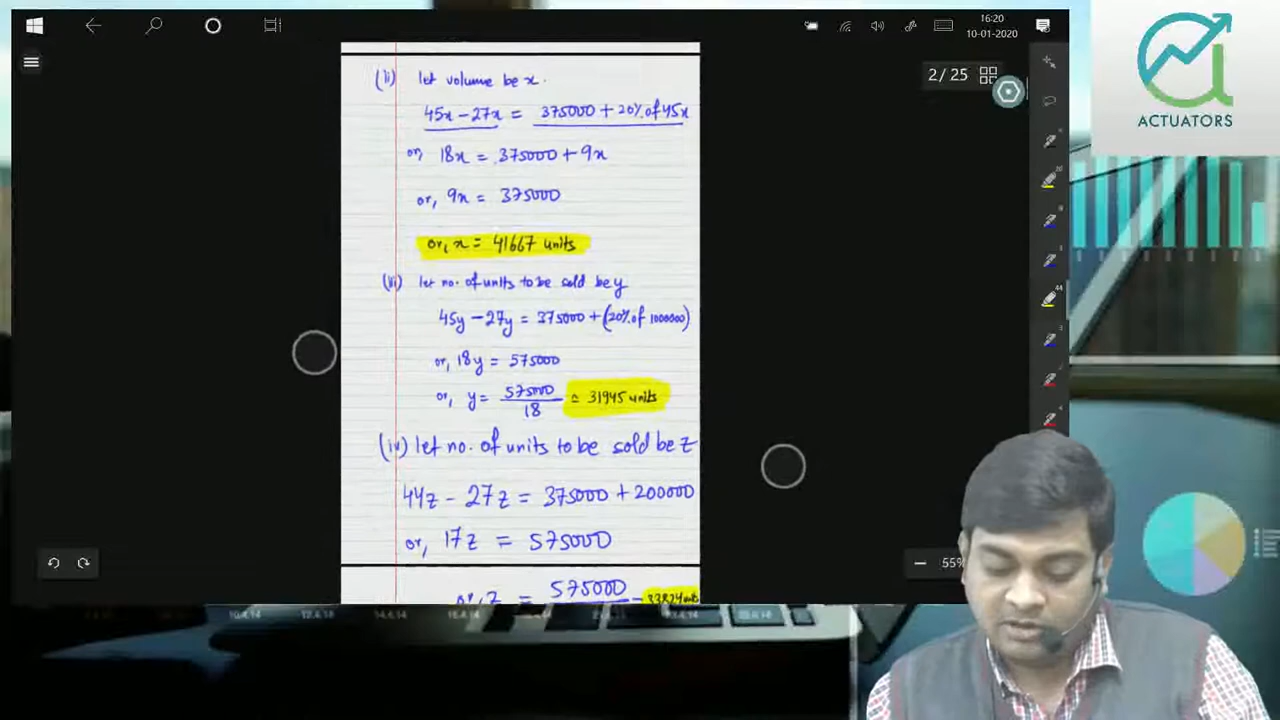 16:20
10-01-2020
2 / 25
ACTUATORS
(ii) let volume be x.
45x - 27x = 375000 + 20% of 45x
or, 18x = 375000 + 9x
or, 9x = 375000
or, x = 41667 units
(iii) let no. of units to be sold be y
45y - 27y = 375000 + (20% of 1000000)
or, 18y = 575000
or, y = 575000/18 = 31945 units
(iv) let no. of units to be sold be z
44z - 27z = 375000 + 200000
or, 17z = 575000
or, z = 575000 = 33824 units
55%